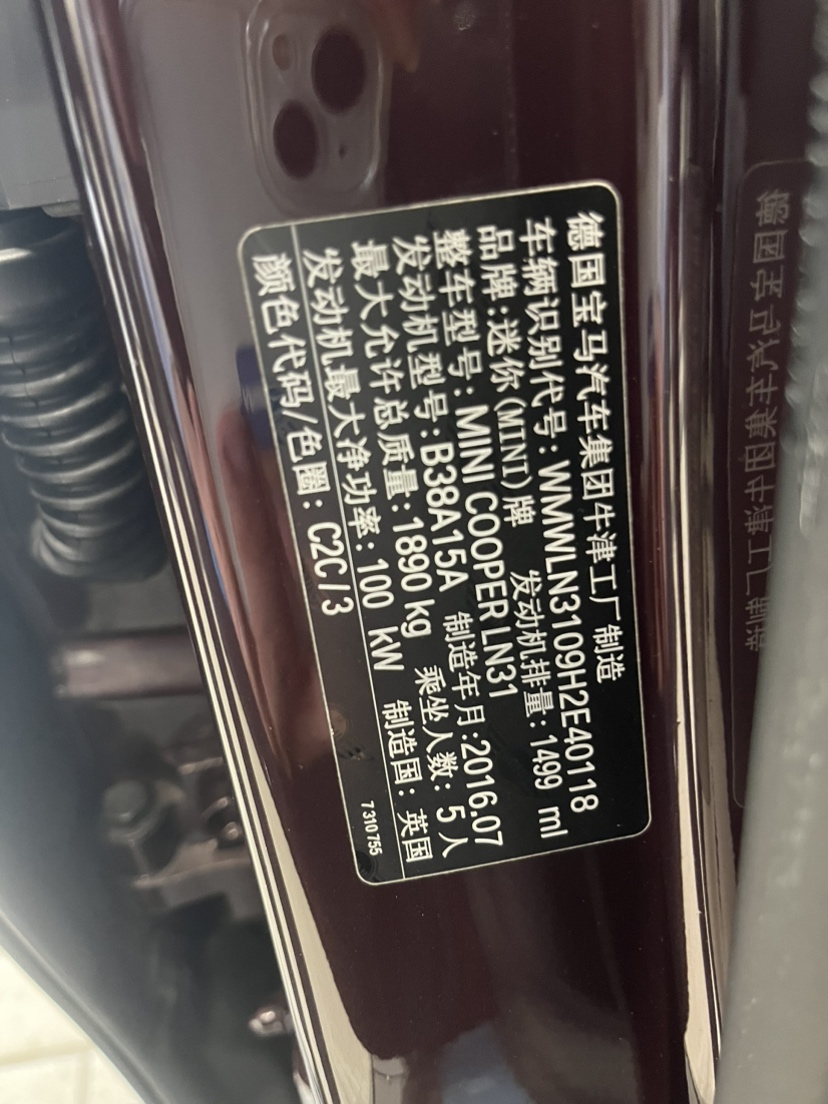 德国宝马汽车集团牛津工厂制造
车辆识别代号:WMWLN3109H2E40118
品牌:迷你(MINI)牌 发动机排量:1499 ml
整车型号:MINI COOPER LN31
发动机型号:B38A15A 制造年月:2016.07
最大允许总质量:1890 kg 乘坐人数:5人
发动机最大净功率:100 kW 制造国:英国
颜色代码/色圈:C2C/3
7 310 755